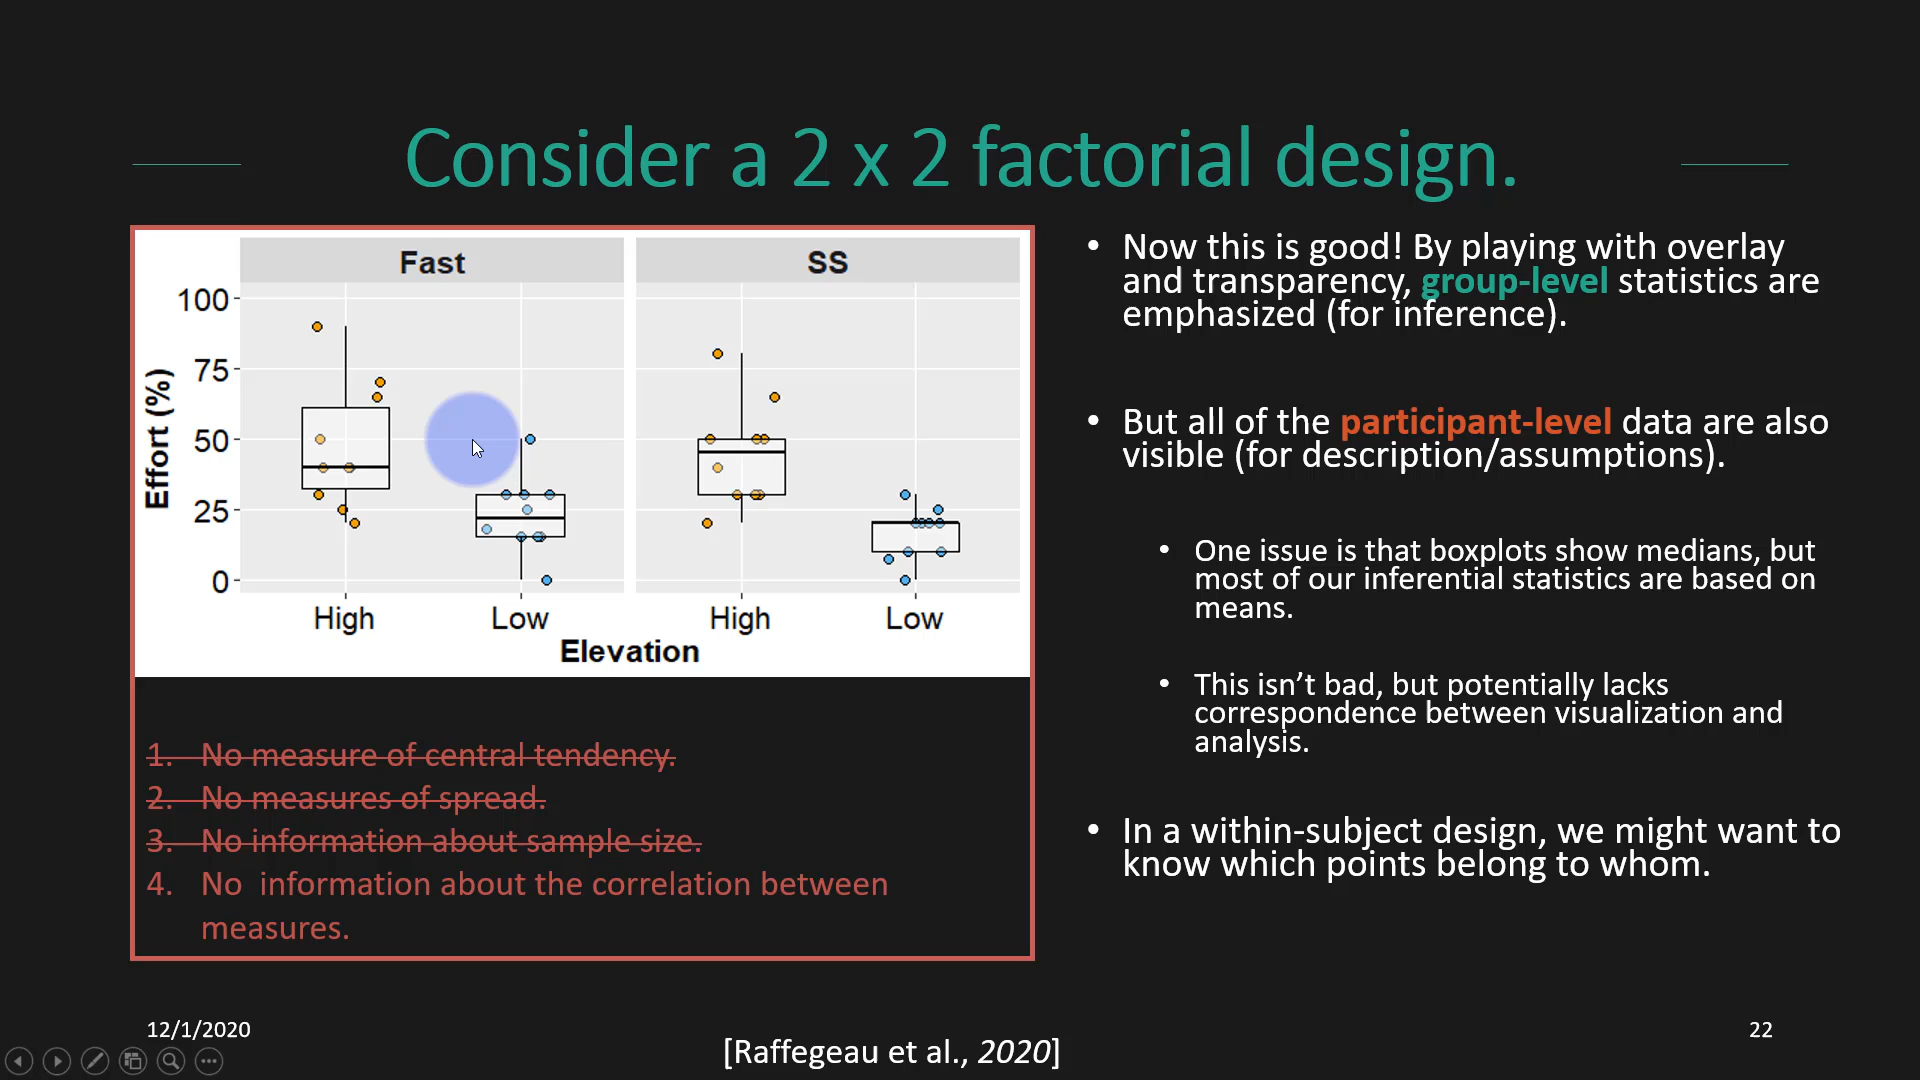 Consider a 2 x 2 factorial design.
Fast
SS
100
75
50
25
0
Effort (%)
High
Low
High
Low
Elevation
1. No measure of central tendency.
2. No measures of spread.
3. No information about sample size.
4. No  information about the correlation between
measures.
• Now this is good! By playing with overlay
and transparency, group-level statistics are
emphasized (for inference).
• But all of the participant-level data are also
visible (for description/assumptions).
• One issue is that boxplots show medians, but
most of our inferential statistics are based on
means.
• This isn’t bad, but potentially lacks
correspondence between visualization and
analysis.
• In a within-subject design, we might want to
know which points belong to whom.
12/1/2020
[Raffegeau et al., 2020]
22